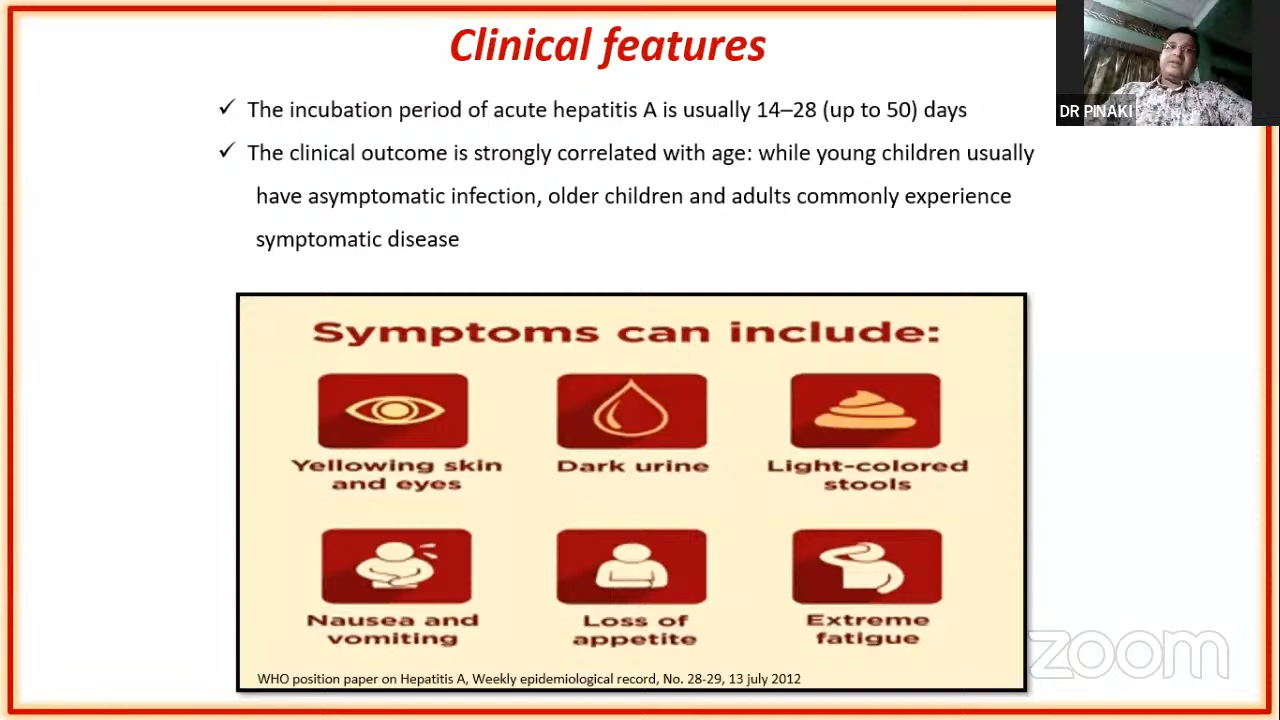 Clinical features
DR PINAKI
✓ The incubation period of acute hepatitis A is usually 14–28 (up to 50) days
✓ The clinical outcome is strongly correlated with age: while young children usually
have asymptomatic infection, older children and adults commonly experience
symptomatic disease
Symptoms can include:
Yellowing skin
and eyes
Dark urine
Light-colored
stools
Nausea and
vomiting
Loss of
appetite
Extreme
fatigue
WHO position paper on Hepatitis A, Weekly epidemiological record, No. 28-29, 13 july 2012
zoom